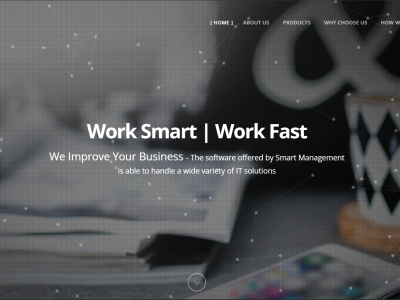 [ HOME ] ABOUT US PRODUCTS WHY CHOOSE US HOW W
Work Smart | Work Fast
We Improve Your Business - The software offered by Smart Management
is able to handle a wide variety of IT solutions